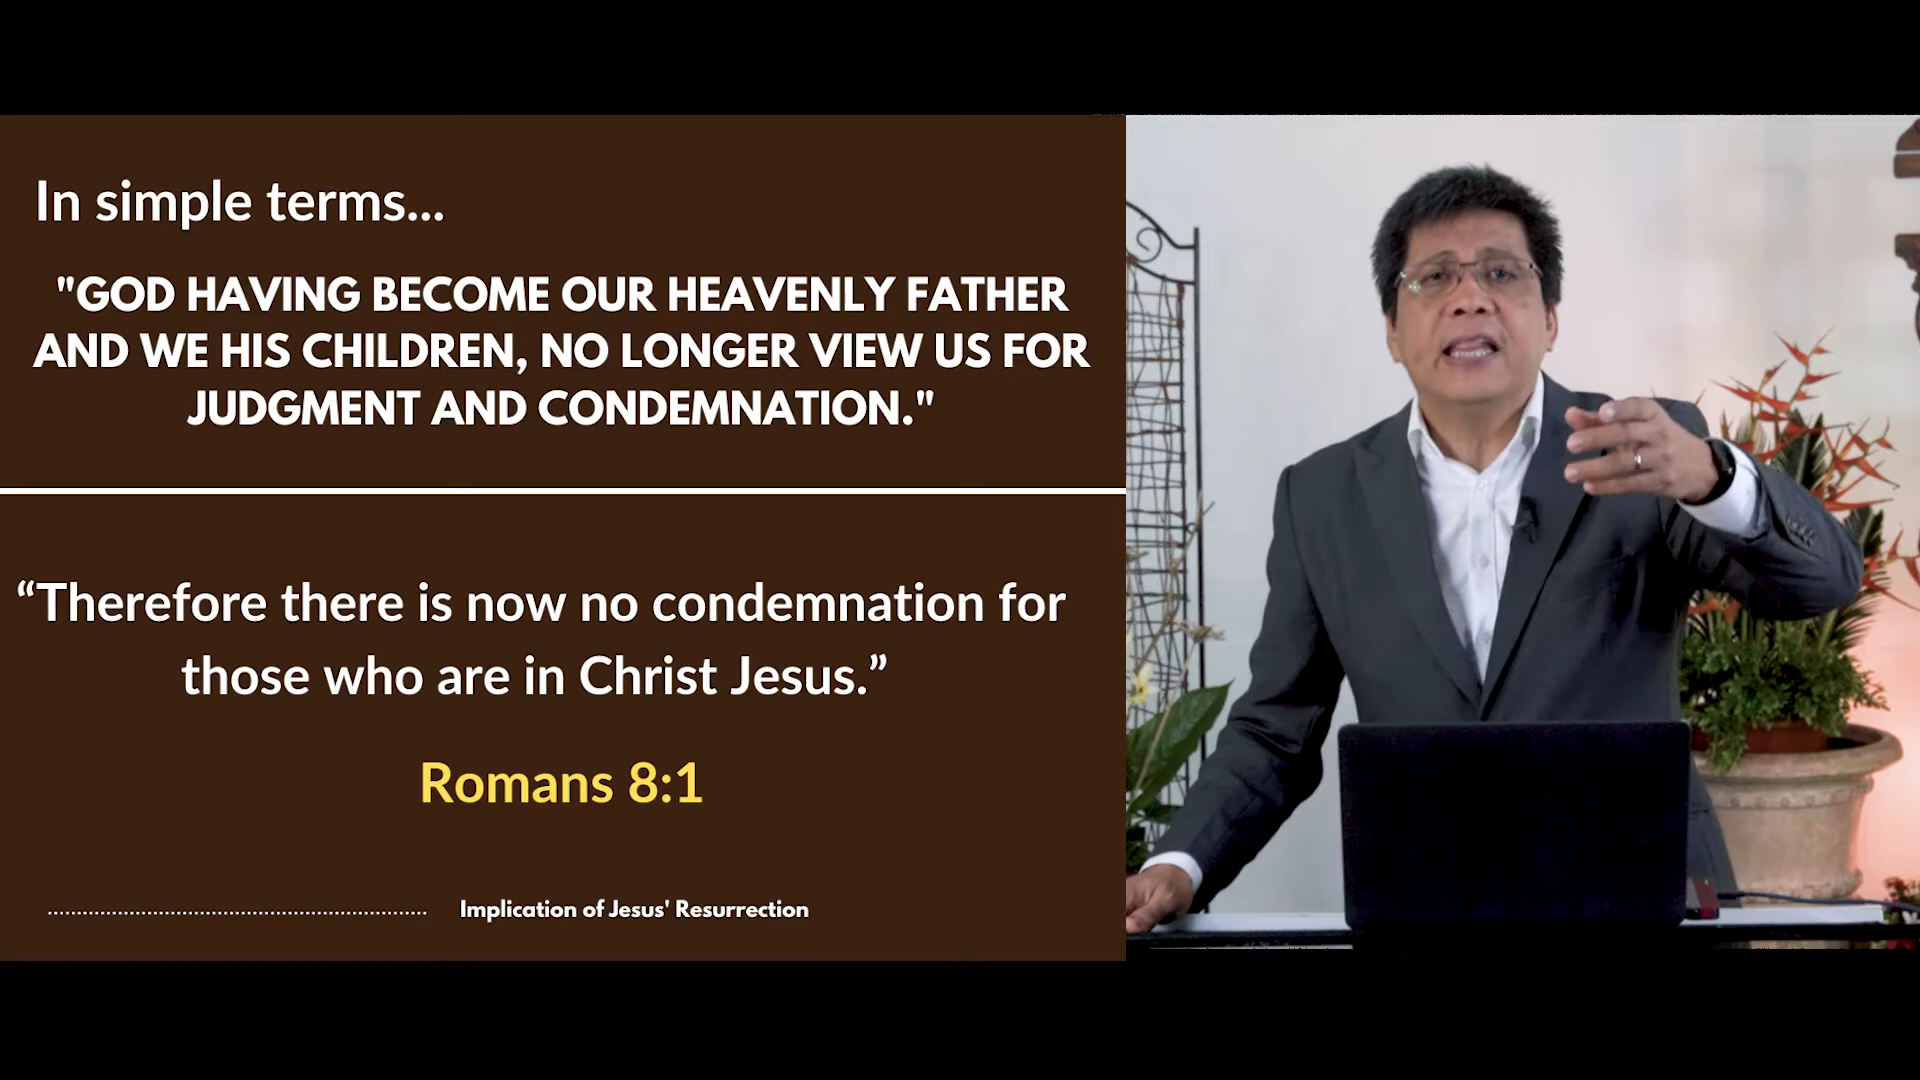 In simple terms...
"GOD HAVING BECOME OUR HEAVENLY FATHER
AND WE HIS CHILDREN, NO LONGER VIEW US FOR
JUDGMENT AND CONDEMNATION."
“Therefore there is now no condemnation for
those who are in Christ Jesus.”
Romans 8:1
Implication of Jesus' Resurrection